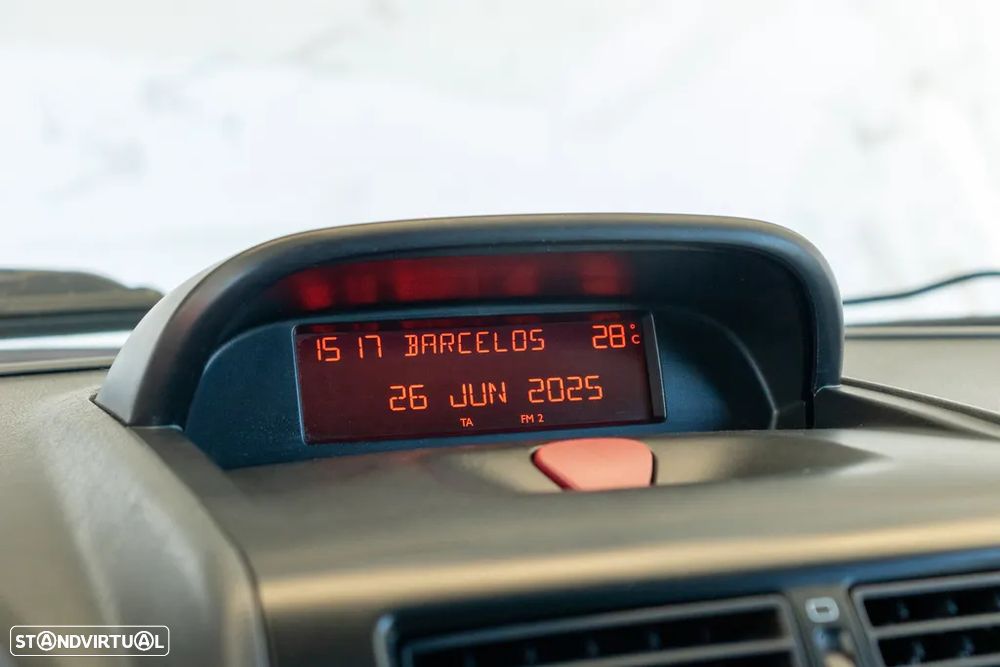 15 17 BARCELOS 28°C
26 JUN 2025
TA FM 2
STANDVIRTUAL